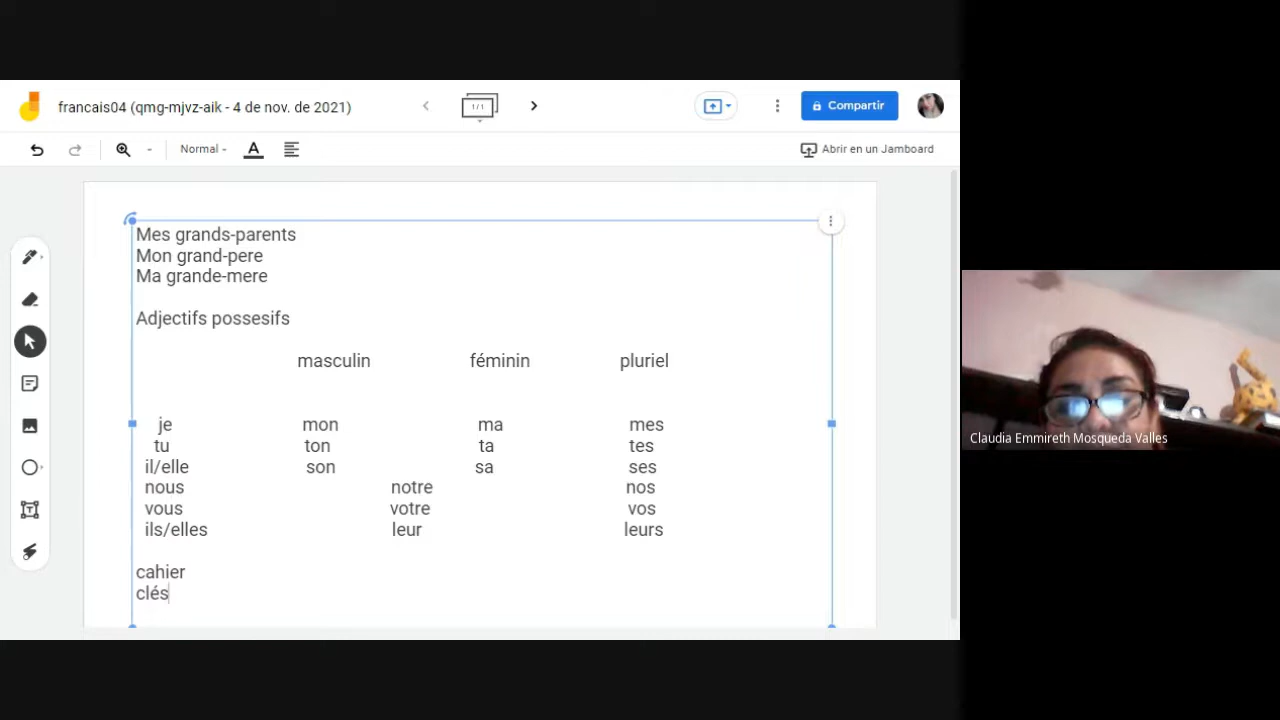 francais04 (qmg-mjvz-aik - 4 de nov. de 2021)
1/1
Compartir
Normal
A
Abrir en un Jamboard
Mes grands-parents
Mon grand-pere
Ma grande-mere
Adjectifs possesifs
masculin féminin pluriel
je mon ma mes
tu ton ta tes
il/elle son sa ses
nous notre nos
vous votre vos
ils/elles leur leurs
cahier
clés
Claudia Emmireth Mosqueda Valles